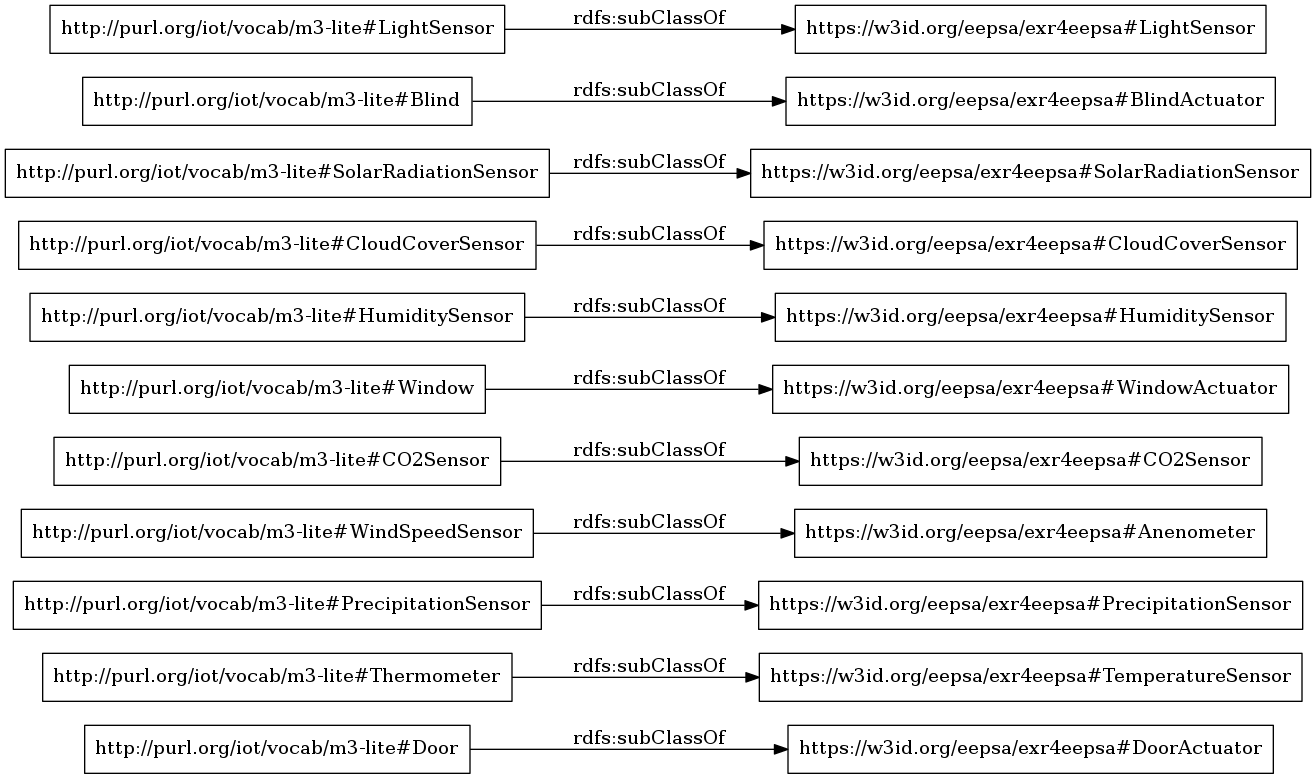 http://purl.org/iot/vocab/m3-lite#LightSensor rdfs:subClassOf https://w3id.org/eepsa/exr4eepsa#LightSensor
http://purl.org/iot/vocab/m3-lite#Blind rdfs:subClassOf https://w3id.org/eepsa/exr4eepsa#BlindActuator
http://purl.org/iot/vocab/m3-lite#SolarRadiationSensor rdfs:subClassOf https://w3id.org/eepsa/exr4eepsa#SolarRadiationSensor
http://purl.org/iot/vocab/m3-lite#CloudCoverSensor rdfs:subClassOf https://w3id.org/eepsa/exr4eepsa#CloudCoverSensor
http://purl.org/iot/vocab/m3-lite#HumiditySensor rdfs:subClassOf https://w3id.org/eepsa/exr4eepsa#HumiditySensor
http://purl.org/iot/vocab/m3-lite#Window rdfs:subClassOf https://w3id.org/eepsa/exr4eepsa#WindowActuator
http://purl.org/iot/vocab/m3-lite#CO2Sensor rdfs:subClassOf https://w3id.org/eepsa/exr4eepsa#CO2Sensor
http://purl.org/iot/vocab/m3-lite#WindSpeedSensor rdfs:subClassOf https://w3id.org/eepsa/exr4eepsa#Anenometer
http://purl.org/iot/vocab/m3-lite#PrecipitationSensor rdfs:subClassOf https://w3id.org/eepsa/exr4eepsa#PrecipitationSensor
http://purl.org/iot/vocab/m3-lite#Thermometer rdfs:subClassOf https://w3id.org/eepsa/exr4eepsa#TemperatureSensor
http://purl.org/iot/vocab/m3-lite#Door rdfs:subClassOf https://w3id.org/eepsa/exr4eepsa#DoorActuator